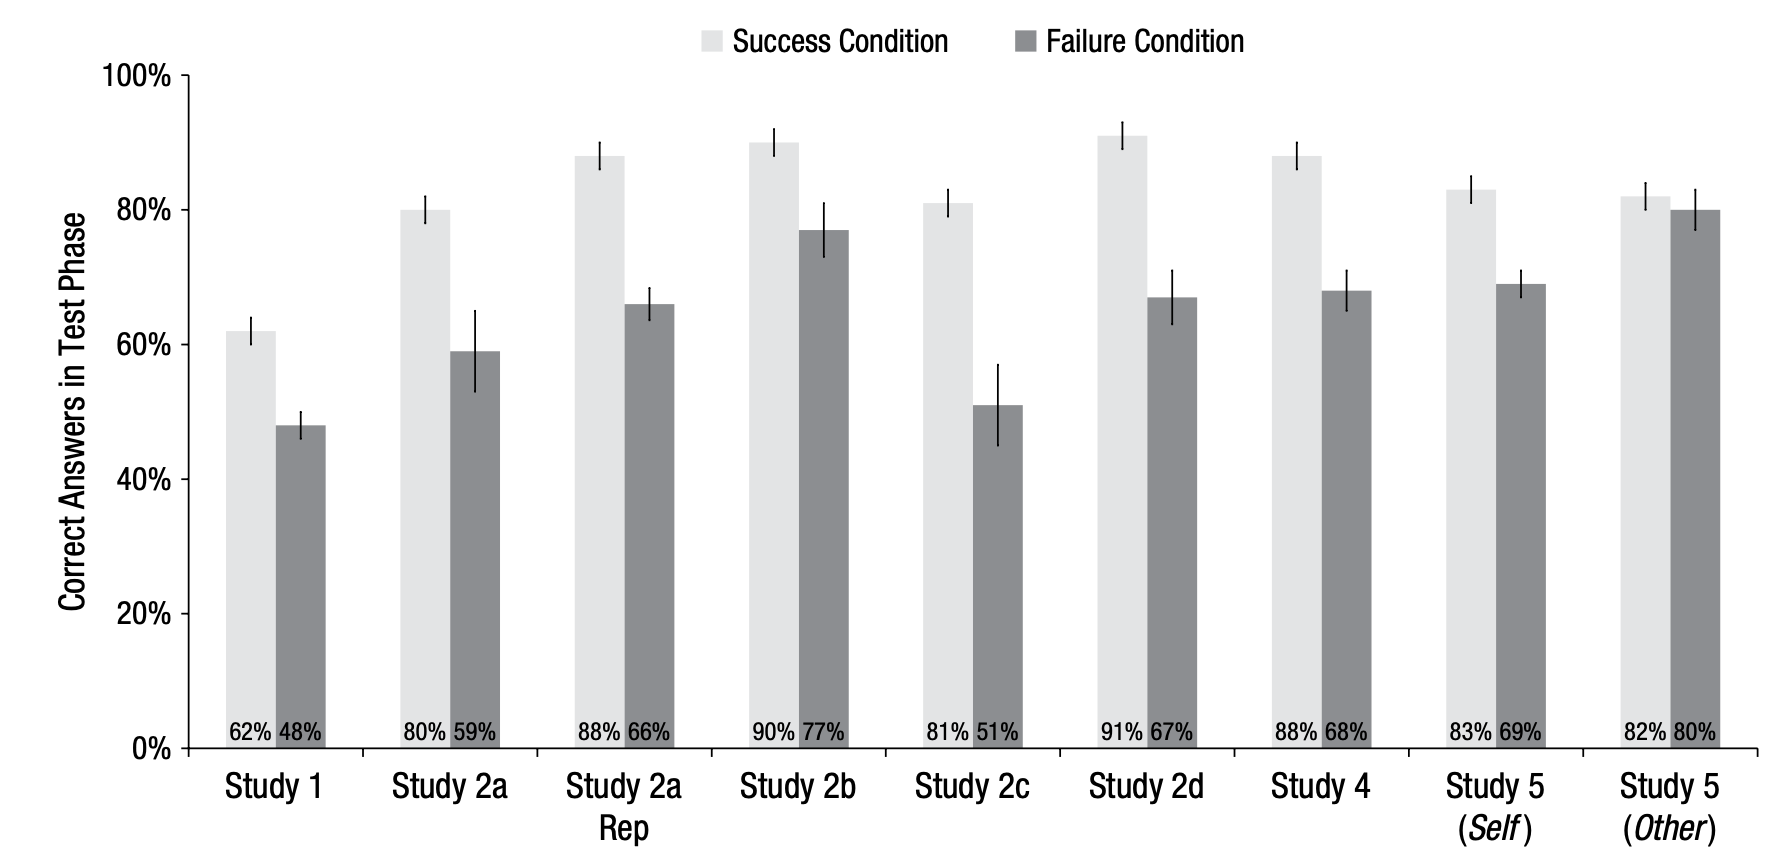 Success Condition Failure Condition
Correct Answers in Test Phase
100%
80%
60%
40%
20%
0%
62% 48% 80% 59% 88% 66% 90% 77% 81% 51% 91% 67% 88% 68% 83% 69% 82% 80%
Study 1 Study 2a Study 2a Study 2b Study 2c Study 2d Study 4 Study 5 Study 5
Rep (Self) (Other)